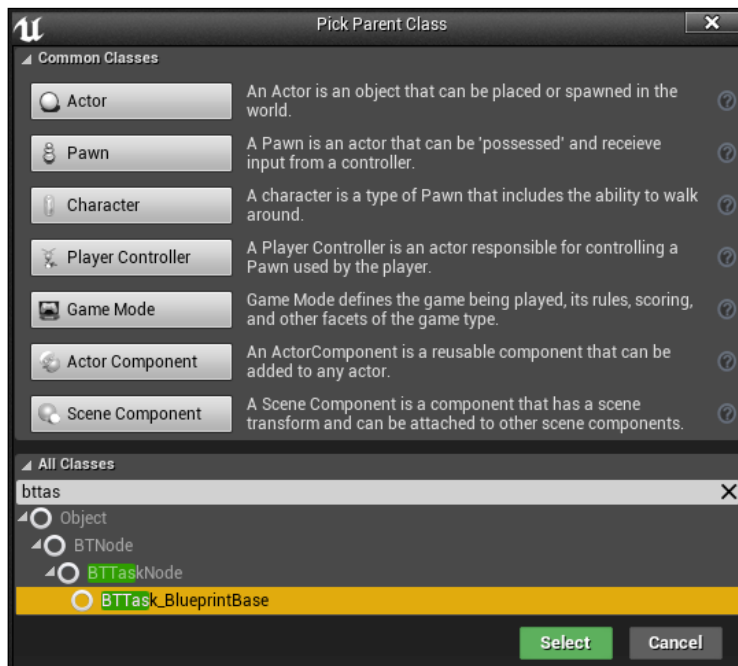 Pick Parent Class
Common Classes
Actor
An Actor is an object that can be placed or spawned in the
world.
Pawn
A Pawn is an actor that can be 'possessed' and receieve
input from a controller.
Character
A character is a type of Pawn that includes the ability to walk
around.
Player Controller
A Player Controller is an actor responsible for controlling a
Pawn used by the player.
Game Mode
Game Mode defines the game being played, its rules, scoring,
and other facets of the game type.
Actor Component
An ActorComponent is a reusable component that can be
added to any actor.
Scene Component
A Scene Component is a component that has a scene
transform and can be attached to other scene components.
All Classes
bttas
Object
BTNode
BTTaskNode
BTTask_BlueprintBase
Select
Cancel